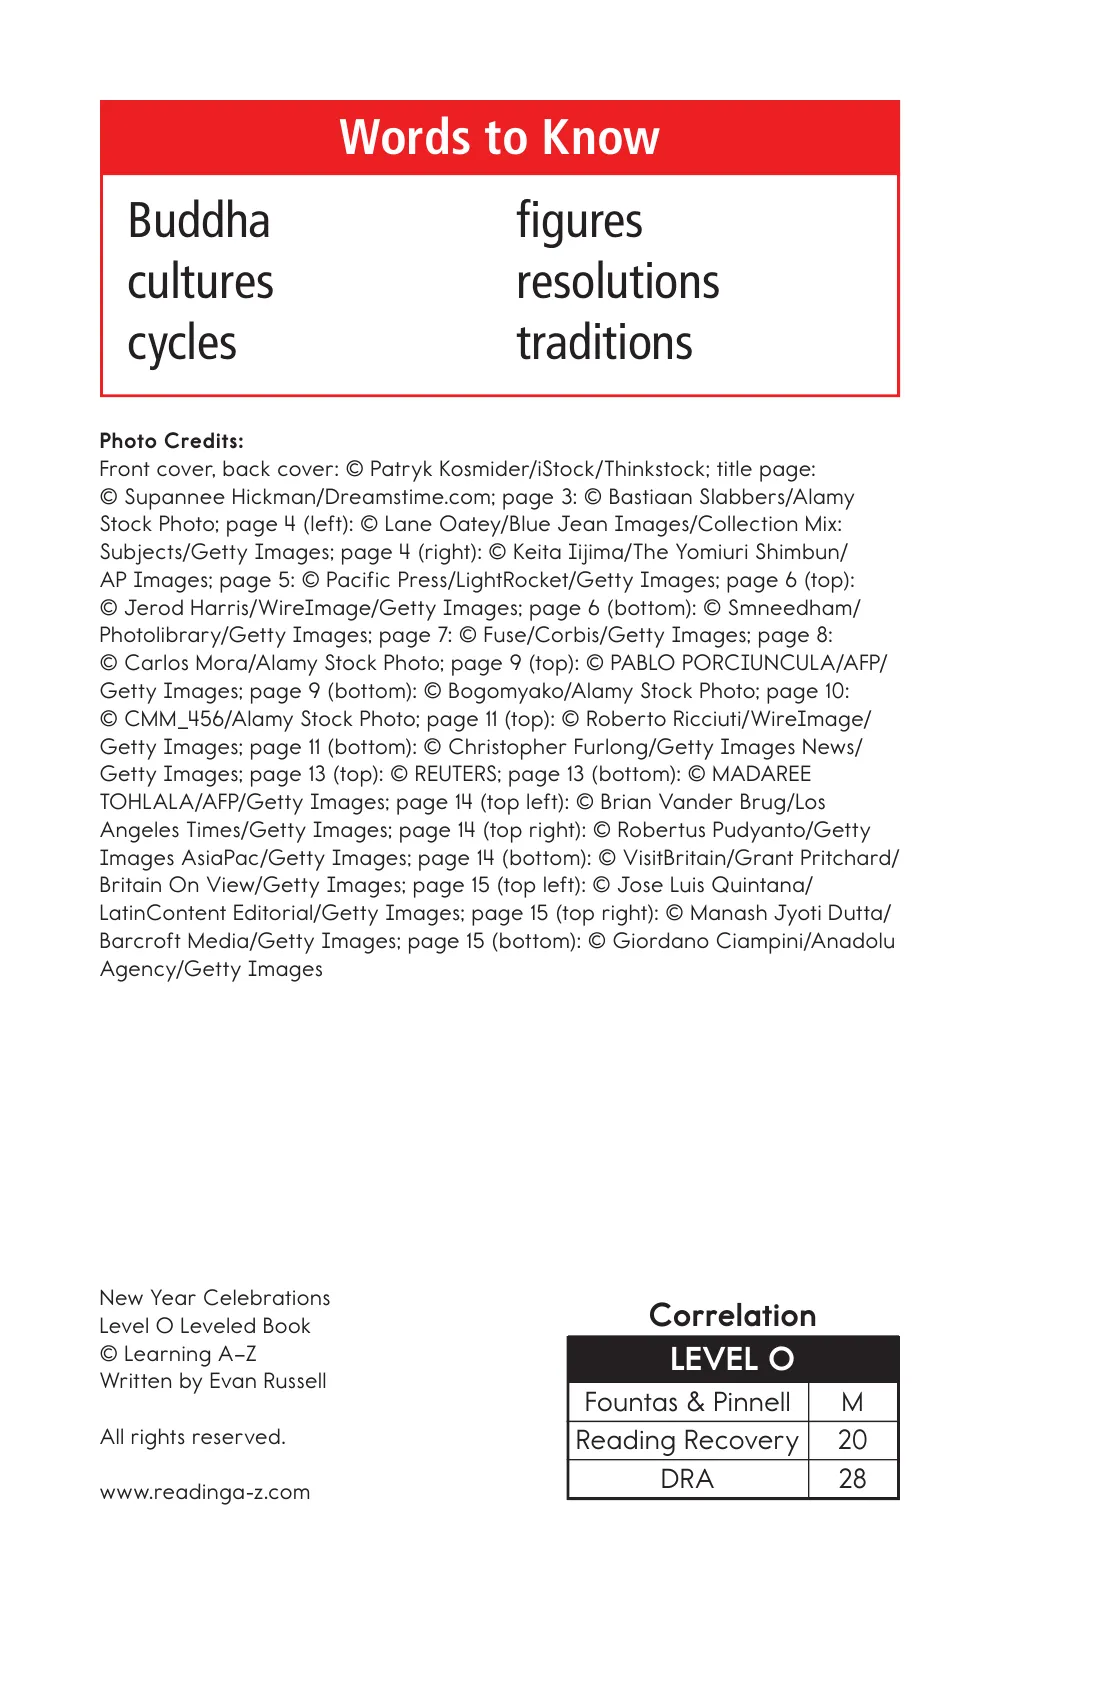 Words to Know
Buddha
cultures
cycles
figures
resolutions
traditions
Photo Credits:
Front cover, back cover: © Patryk Kosmider/iStock/Thinkstock; title page:
© Supannee Hickman/Dreamstime.com; page 3: © Bastiaan Slabbers/Alamy
Stock Photo; page 4 (left): © Lane Oatey/Blue Jean Images/Collection Mix:
Subjects/Getty Images; page 4 (right): © Keita Iijima/The Yomiuri Shimbun/
AP Images; page 5: © Pacific Press/LightRocket/Getty Images; page 6 (top):
© Jerod Harris/WireImage/Getty Images; page 6 (bottom): © Smneedham/
Photolibrary/Getty Images; page 7: © Fuse/Corbis/Getty Images; page 8:
© Carlos Mora/Alamy Stock Photo; page 9 (top): © PABLO PORCIUNCULA/AFP/
Getty Images; page 9 (bottom): © Bogomyako/Alamy Stock Photo; page 10:
© CMM_456/Alamy Stock Photo; page 11 (top): © Roberto Ricciuti/WireImage/
Getty Images; page 11 (bottom): © Christopher Furlong/Getty Images News/
Getty Images; page 13 (top): © REUTERS; page 13 (bottom): © MADAREE
TOHLALA/AFP/Getty Images; page 14 (top left): © Brian Vander Brug/Los
Angeles Times/Getty Images; page 14 (top right): © Robertus Pudyanto/Getty
Images AsiaPac/Getty Images; page 14 (bottom): © VisitBritain/Grant Pritchard/
Britain On View/Getty Images; page 15 (top left): © Jose Luis Quintana/
LatinContent Editorial/Getty Images; page 15 (top right): © Manash Jyoti Dutta/
Barcroft Media/Getty Images; page 15 (bottom): © Giordano Ciampini/Anadolu
Agency/Getty Images
New Year Celebrations
Level O Leveled Book
© Learning A–Z
Written by Evan Russell
All rights reserved.
www.readinga-z.com
Correlation
LEVEL O
Fountas & Pinnell M
Reading Recovery 20
DRA 28